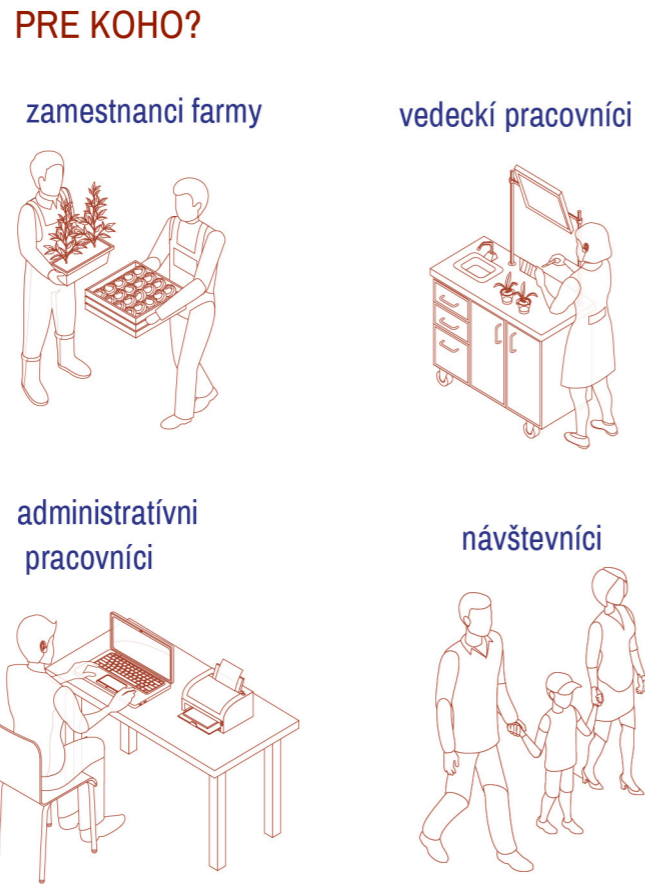 PRE KOHO?
zamestnanci farmy
vedeckí pracovníci
administratívni
pracovníci
návštevníci